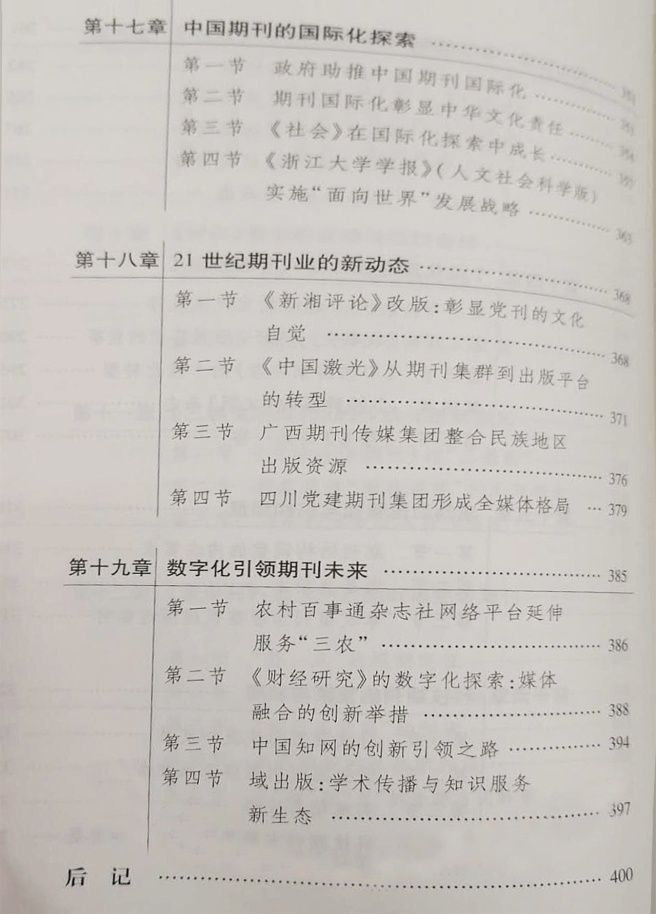 第十七章 中国期刊的国际化探索 ……………………
第一节 政府助推中国期刊国际化 ……………
第二节 期刊国际化彰显中华文化责任 …………
第三节 《社会》在国际化探索中成长 ………… 357
第四节 《浙江大学学报》(人文社会科学版)
实施“面向世界”发展战略 ………… 363
第十八章 21 世纪期刊业的新动态 …………………… 368
第一节 《新湘评论》改版:彰显党刊的文化
自觉 …………………………… 368
第二节 《中国激光》从期刊集群到出版平台
的转型 …………………………… 371
第三节 广西期刊传媒集团整合民族地区
出版资源 ………………………… 376
第四节 四川党建期刊集团形成全媒体格局 … 379
第十九章 数字化引领期刊未来 ……………………… 385
第一节 农村百事通杂志社网络平台延伸
服务“三农” ……………………… 386
第二节 《财经研究》的数字化探索:媒体
融合的创新举措 ………………… 388
第三节 中国知网的创新引领之路 ………… 394
第四节 域出版:学术传播与知识服务
新生态 …………………………… 397
后 记 ……………………………………………… 400